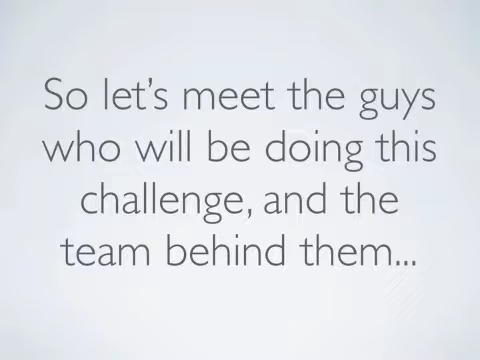 So let's meet the guys
who will be doing this
challenge, and the
team behind them...